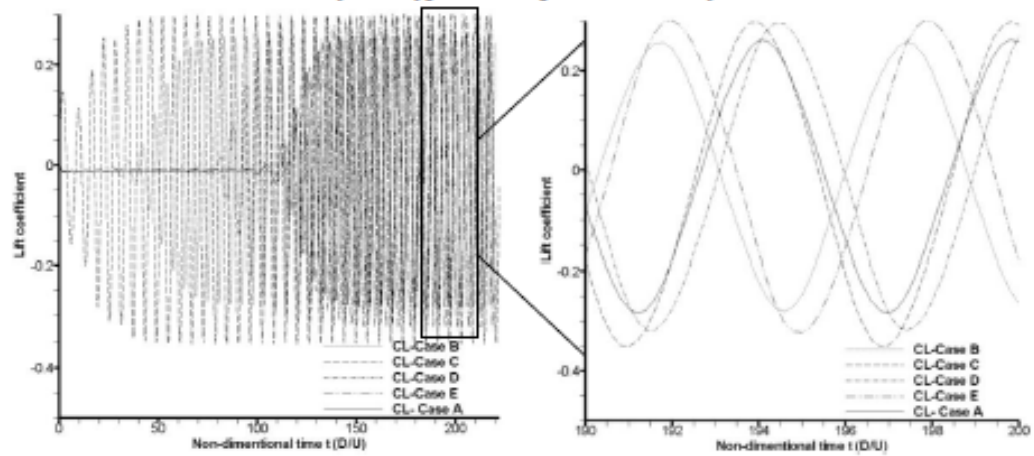 0.2
0
-0.2
-0.4
Lift coefficient
CL-Case B
CL-Case C
CL-Case D
CL-Case E
CL- Case A
0
50
100
150
200
Non-dimentional time t (D/U)
0.2
0
-0.2
-0.4
Lift coefficient
CL-Case B
CL-Case C
CL-Case D
CL-Case E
CL- Case A
190
192
194
196
198
200
Non-dimentional time t (D/U)